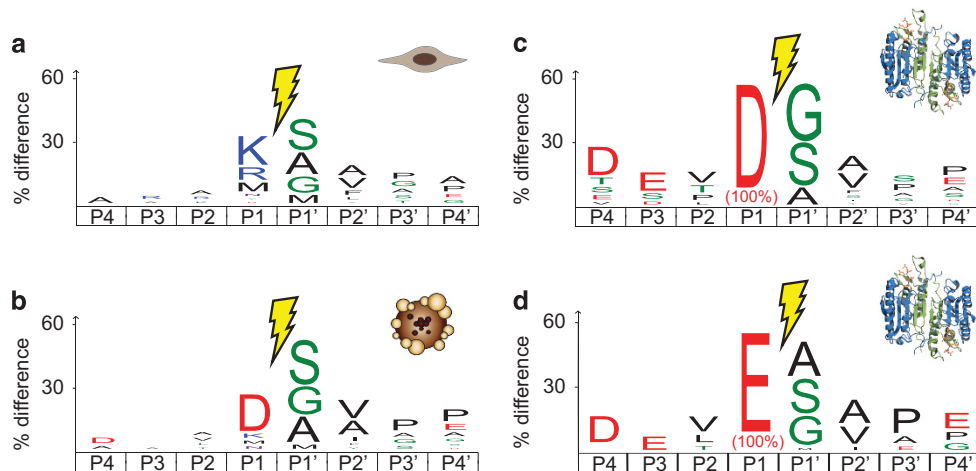 a
60
30
% difference
K
R
M
S
A
G
M
A
V
P
G
A
A
P
E
A
R
A
P4 P3 P2 P1 P1' P2' P3' P4'
b
60
30
% difference
D
A
D
K
M
N
S
G
A
M
V
A
P
A
G
S
P
E
A
P4 P3 P2 P1 P1' P2' P3' P4'
c
60
30
% difference
D
T
S
E
V
E
S
D
V
T
P
L
D
(100%)
G
S
A
A
V
S
P
A
G
P
E
A
P4 P3 P2 P1 P1' P2' P3' P4'
d
60
30
% difference
D
E
V
L
T
E
(100%)
A
S
G
A
V
P
A
E
E
P
G
P4 P3 P2 P1 P1' P2' P3' P4'